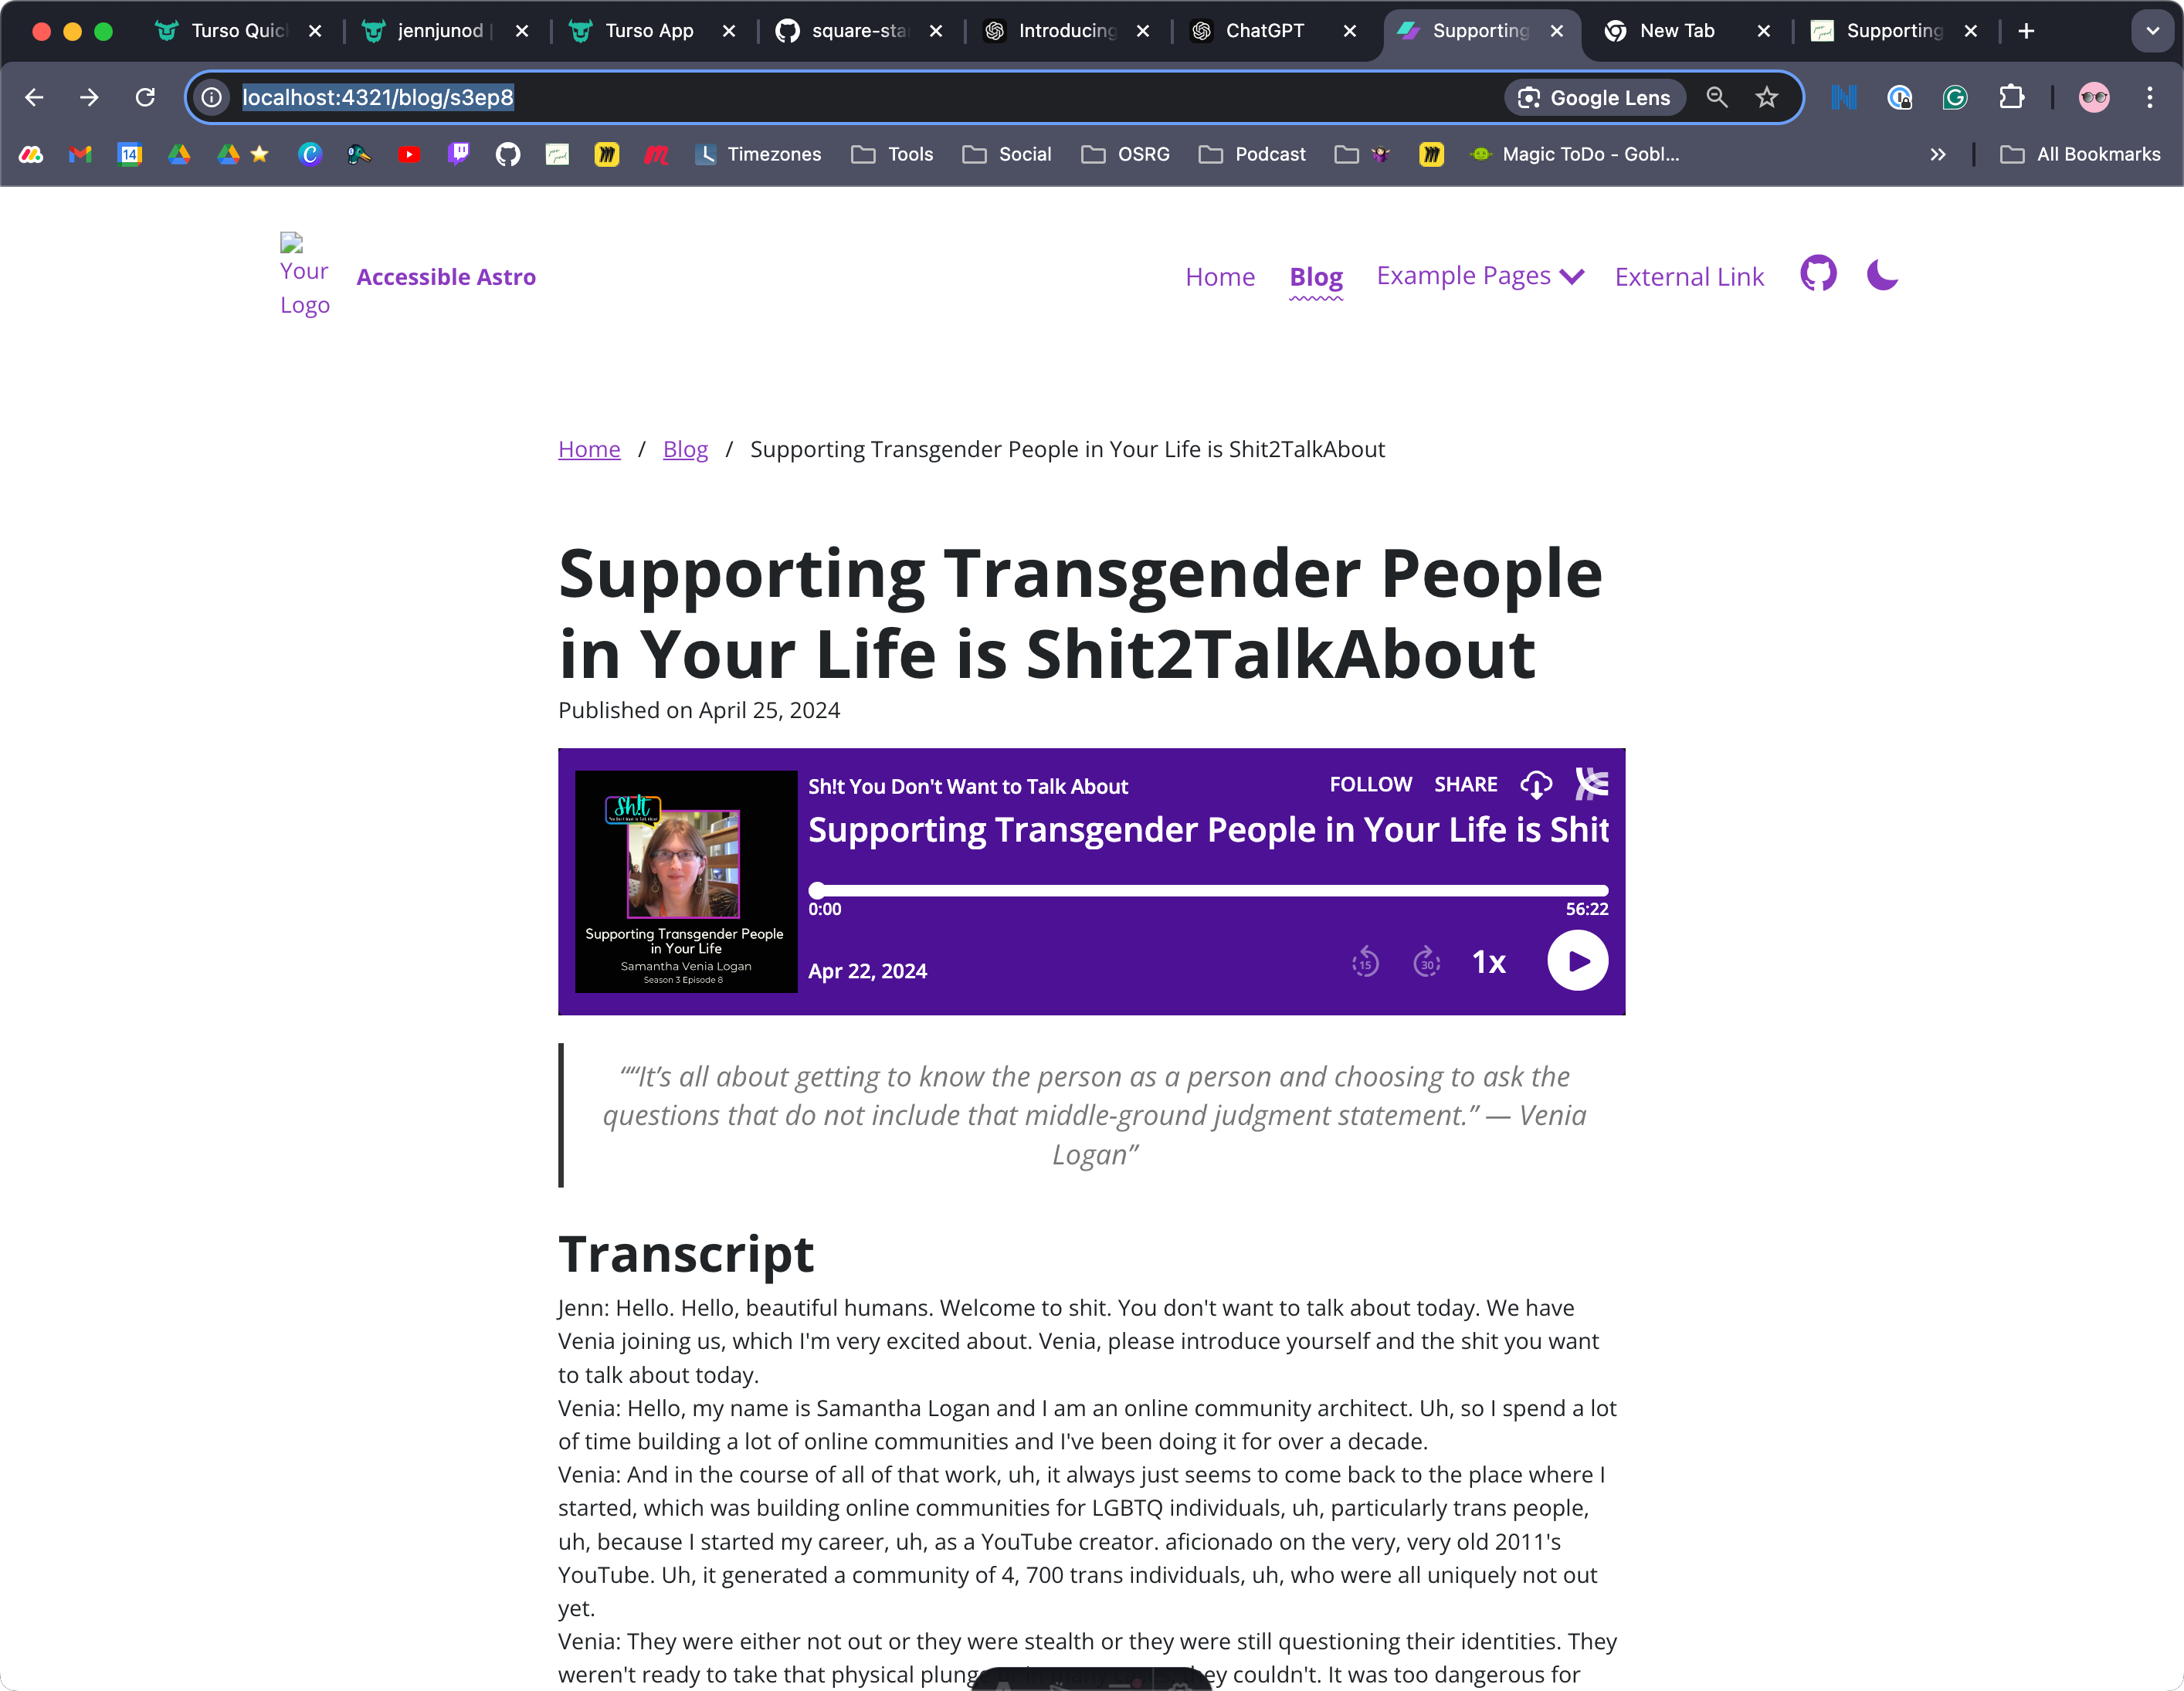 Turso Quic
jennjunod
Turso App
square-sta
Introducing
ChatGPT
Supporting
New Tab
Supporting
localhost:4321/blog/s3ep8
Google Lens
14
Timezones
Tools
Social
OSRG
Podcast
Magic ToDo - Gobl...
All Bookmarks
Your
Logo
Accessible Astro
Home
Blog
Example Pages
External Link
Home / Blog / Supporting Transgender People in Your Life is Shit2TalkAbout
Supporting Transgender People
in Your Life is Shit2TalkAbout
Published on April 25, 2024
Sh!t
Supporting Transgender People
in Your Life
Samantha Venia Logan
Season 3 Episode 8
Sh!t You Don't Want to Talk About
FOLLOW
SHARE
Supporting Transgender People in Your Life is Shit
0:00
56:22
Apr 22, 2024
15
30
1x
““It’s all about getting to know the person as a person and choosing to ask the
questions that do not include that middle-ground judgment statement.” — Venia
Logan”
Transcript
Jenn: Hello. Hello, beautiful humans. Welcome to shit. You don't want to talk about today. We have
Venia joining us, which I'm very excited about. Venia, please introduce yourself and the shit you want
to talk about today.
Venia: Hello, my name is Samantha Logan and I am an online community architect. Uh, so I spend a lot
of time building a lot of online communities and I've been doing it for over a decade.
Venia: And in the course of all of that work, uh, it always just seems to come back to the place where I
started, which was building online communities for LGBTQ individuals, uh, particularly trans people,
uh, because I started my career, uh, as a YouTube creator. aficionado on the very, very old 2011's
YouTube. Uh, it generated a community of 4, 700 trans individuals, uh, who were all uniquely not out
yet.
Venia: They were either not out or they were stealth or they were still questioning their identities. They
weren't ready to take that physical plung hey couldn't. It was too dangerous for